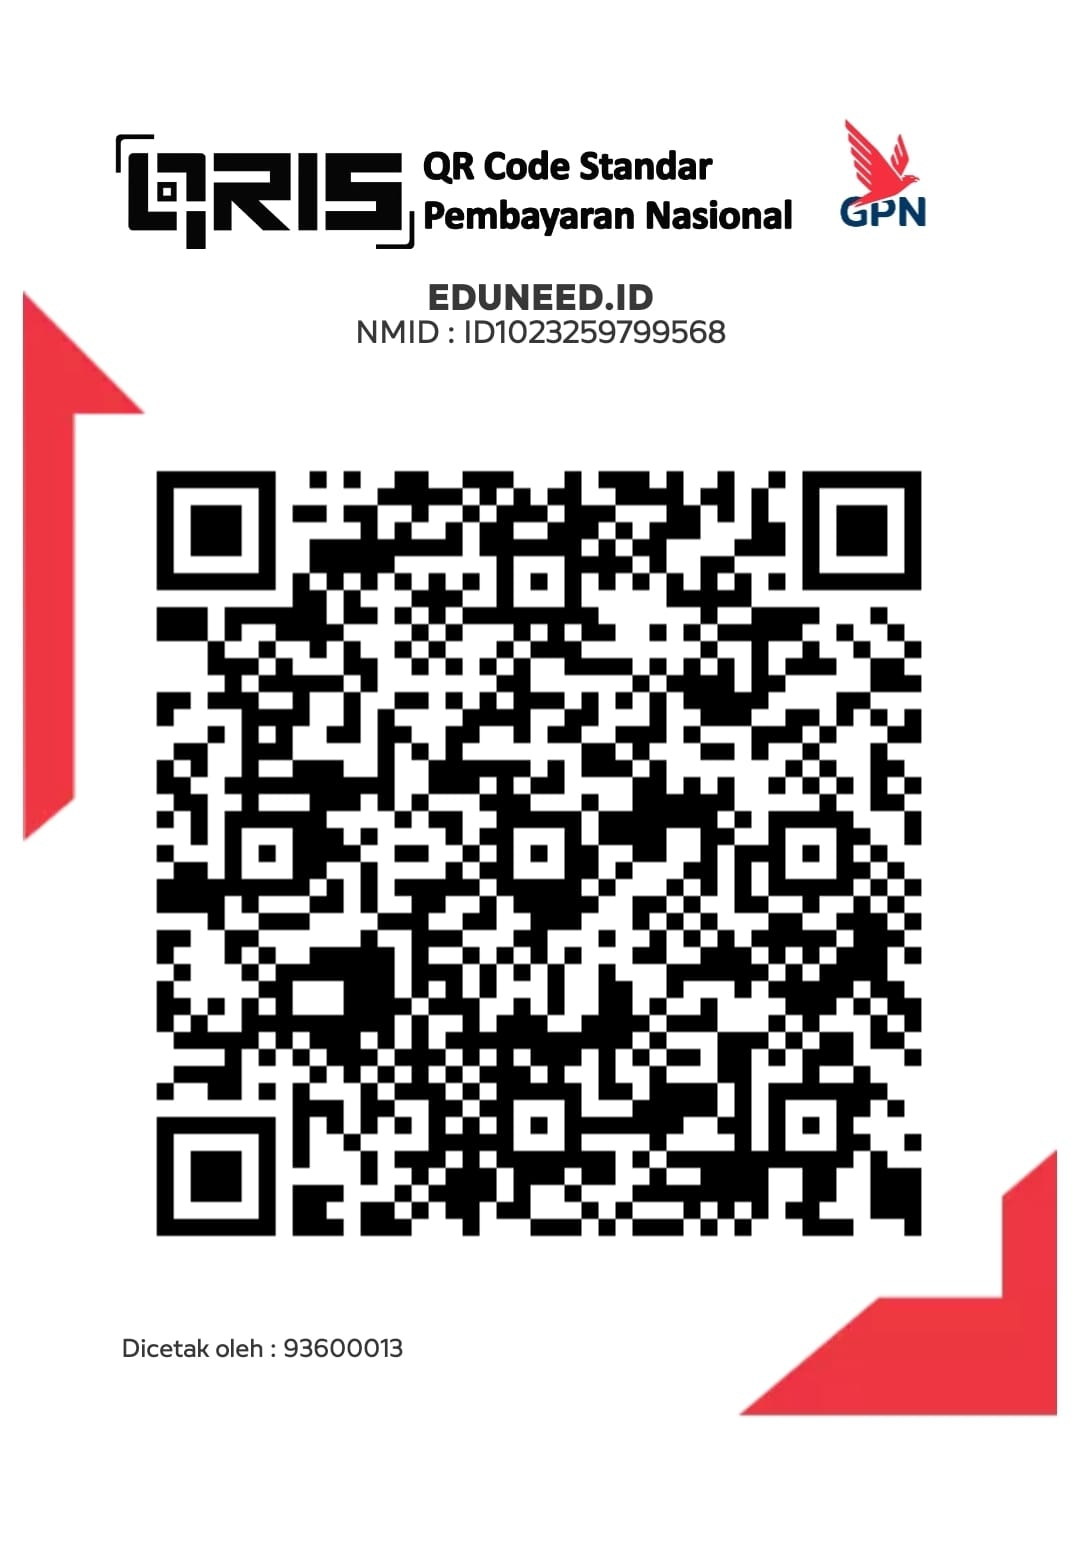 QRIS
QR Code Standar
Pembayaran Nasional
GPN
EDUNEED.ID
NMID : ID1023259799568
Dicetak oleh : 93600013